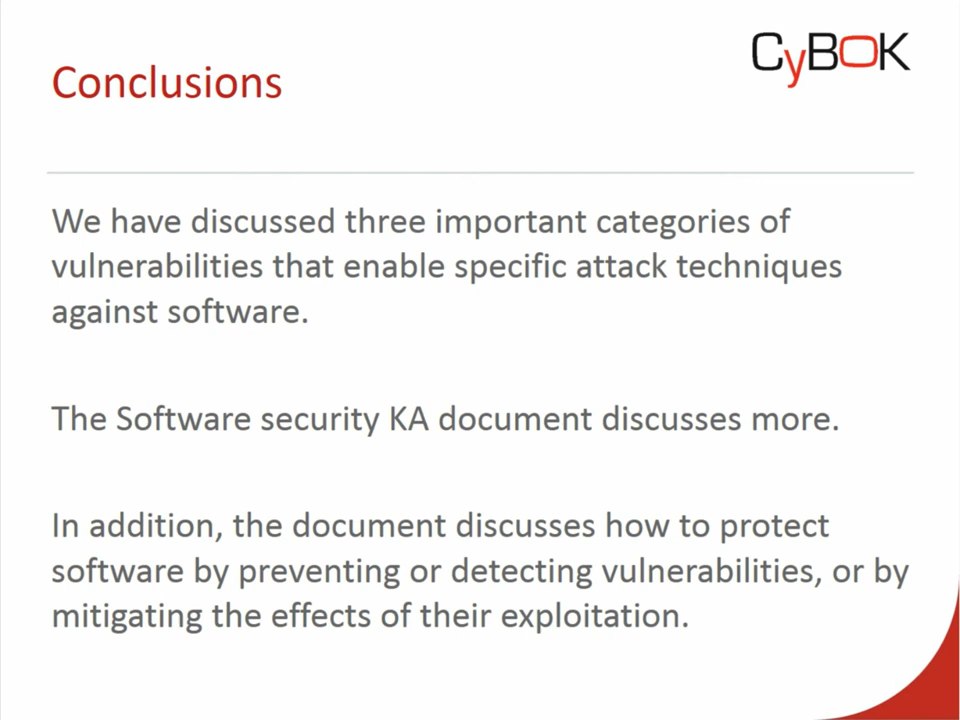 CyBOK
Conclusions
We have discussed three important categories of
vulnerabilities that enable specific attack techniques
against software.
The Software security KA document discusses more.
In addition, the document discusses how to protect
software by preventing or detecting vulnerabilities, or by
mitigating the effects of their exploitation.